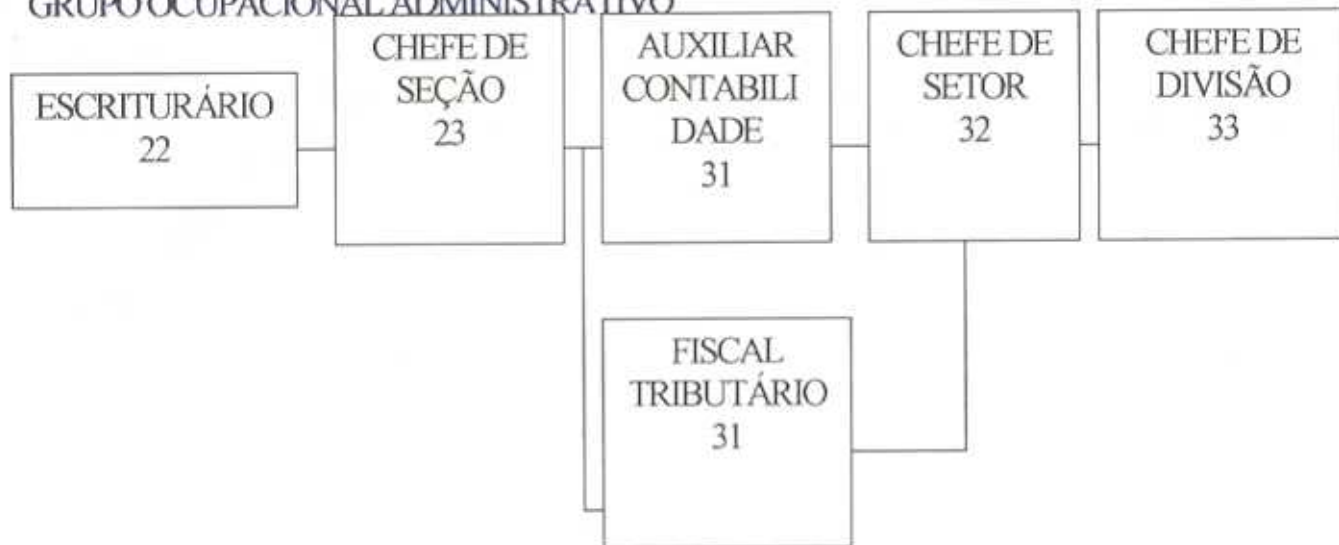 GRUPO OCUPACIONAL ADMINISTRATIVO
ESCRITURÁRIO
22
CHEFE DE
SEÇÃO
23
AUXILIAR
CONTABILI
DADE
31
CHEFE DE
SETOR
32
CHEFE DE
DIVISÃO
33
FISCAL
TRIBUTÁRIO
31